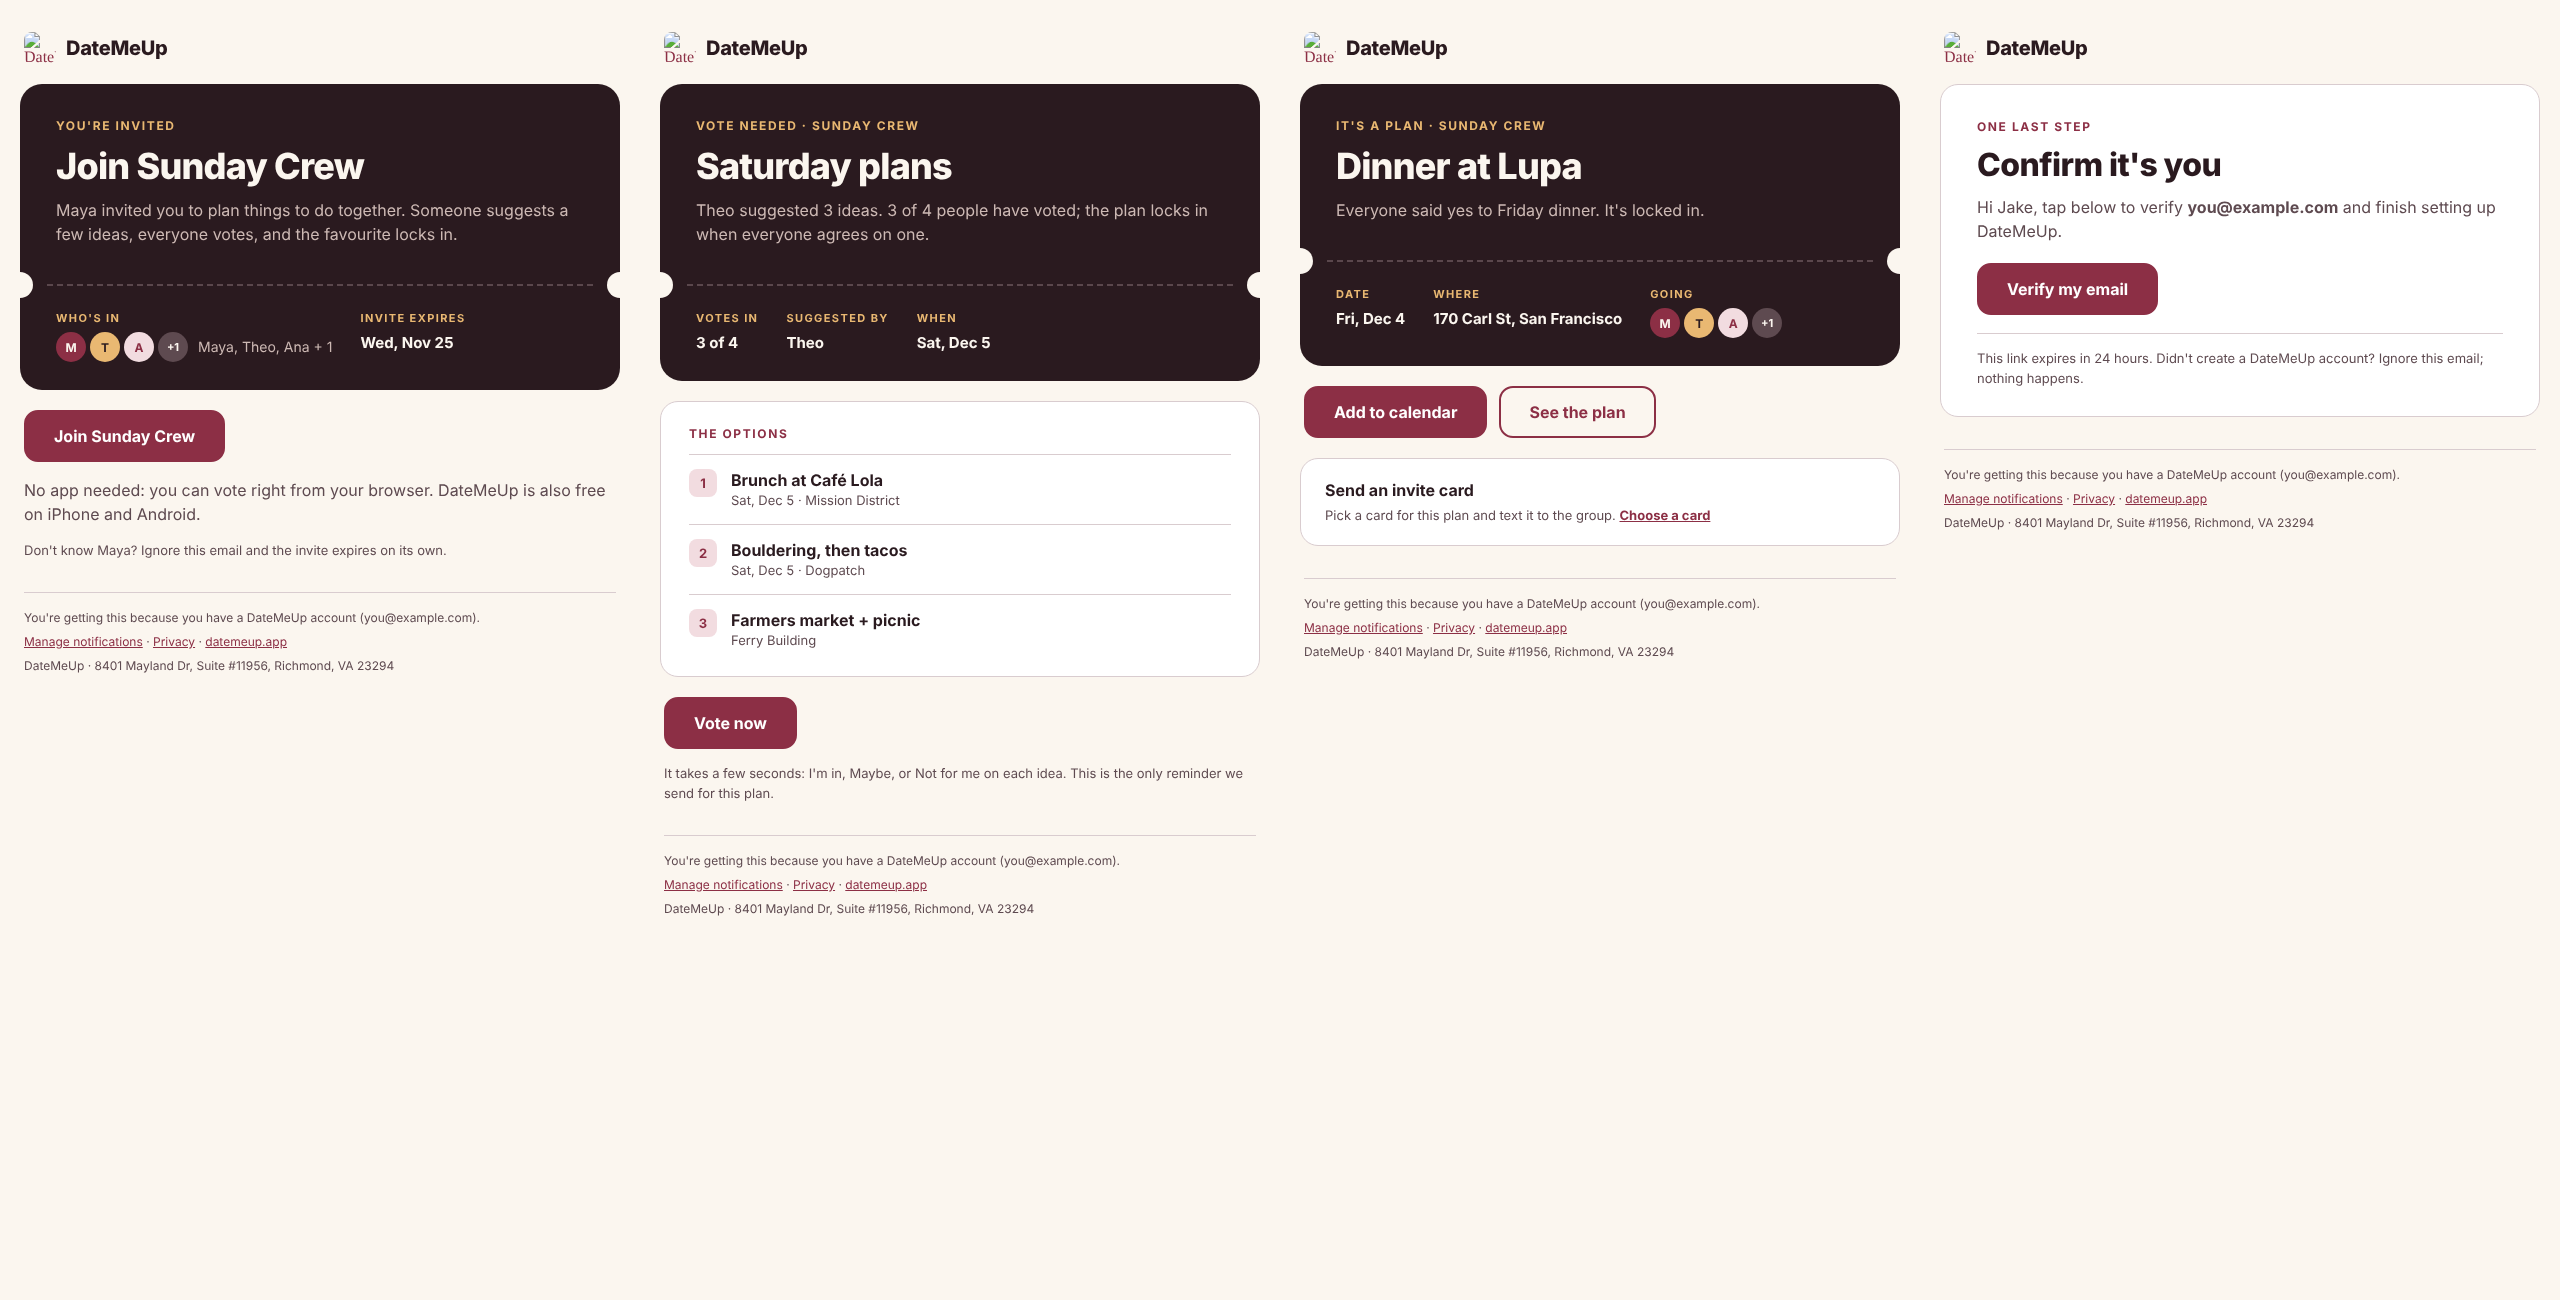 Date
DateMeUp
YOU'RE INVITED
Join Sunday Crew
Maya invited you to plan things to do together. Someone suggests a
few ideas, everyone votes, and the favourite locks in.
WHO'S IN
M T A +1 Maya, Theo, Ana + 1
INVITE EXPIRES
Wed, Nov 25
Join Sunday Crew
No app needed: you can vote right from your browser. DateMeUp is also free
on iPhone and Android.
Don't know Maya? Ignore this email and the invite expires on its own.
You're getting this because you have a DateMeUp account (you@example.com).
Manage notifications · Privacy · datemeup.app
DateMeUp · 8401 Mayland Dr, Suite #11956, Richmond, VA 23294
Date
DateMeUp
VOTE NEEDED · SUNDAY CREW
Saturday plans
Theo suggested 3 ideas. 3 of 4 people have voted; the plan locks in
when everyone agrees on one.
VOTES IN
3 of 4
SUGGESTED BY
Theo
WHEN
Sat, Dec 5
THE OPTIONS
1 Brunch at Café Lola
Sat, Dec 5 · Mission District
2 Bouldering, then tacos
Sat, Dec 5 · Dogpatch
3 Farmers market + picnic
Ferry Building
Vote now
It takes a few seconds: I'm in, Maybe, or Not for me on each idea. This is the only reminder we
send for this plan.
You're getting this because you have a DateMeUp account (you@example.com).
Manage notifications · Privacy · datemeup.app
DateMeUp · 8401 Mayland Dr, Suite #11956, Richmond, VA 23294
Date
DateMeUp
IT'S A PLAN · SUNDAY CREW
Dinner at Lupa
Everyone said yes to Friday dinner. It's locked in.
DATE
Fri, Dec 4
WHERE
170 Carl St, San Francisco
GOING
M T A +1
Add to calendar
See the plan
Send an invite card
Pick a card for this plan and text it to the group. Choose a card
You're getting this because you have a DateMeUp account (you@example.com).
Manage notifications · Privacy · datemeup.app
DateMeUp · 8401 Mayland Dr, Suite #11956, Richmond, VA 23294
Date
DateMeUp
ONE LAST STEP
Confirm it's you
Hi Jake, tap below to verify you@example.com and finish setting up
DateMeUp.
Verify my email
This link expires in 24 hours. Didn't create a DateMeUp account? Ignore this email;
nothing happens.
You're getting this because you have a DateMeUp account (you@example.com).
Manage notifications · Privacy · datemeup.app
DateMeUp · 8401 Mayland Dr, Suite #11956, Richmond, VA 23294